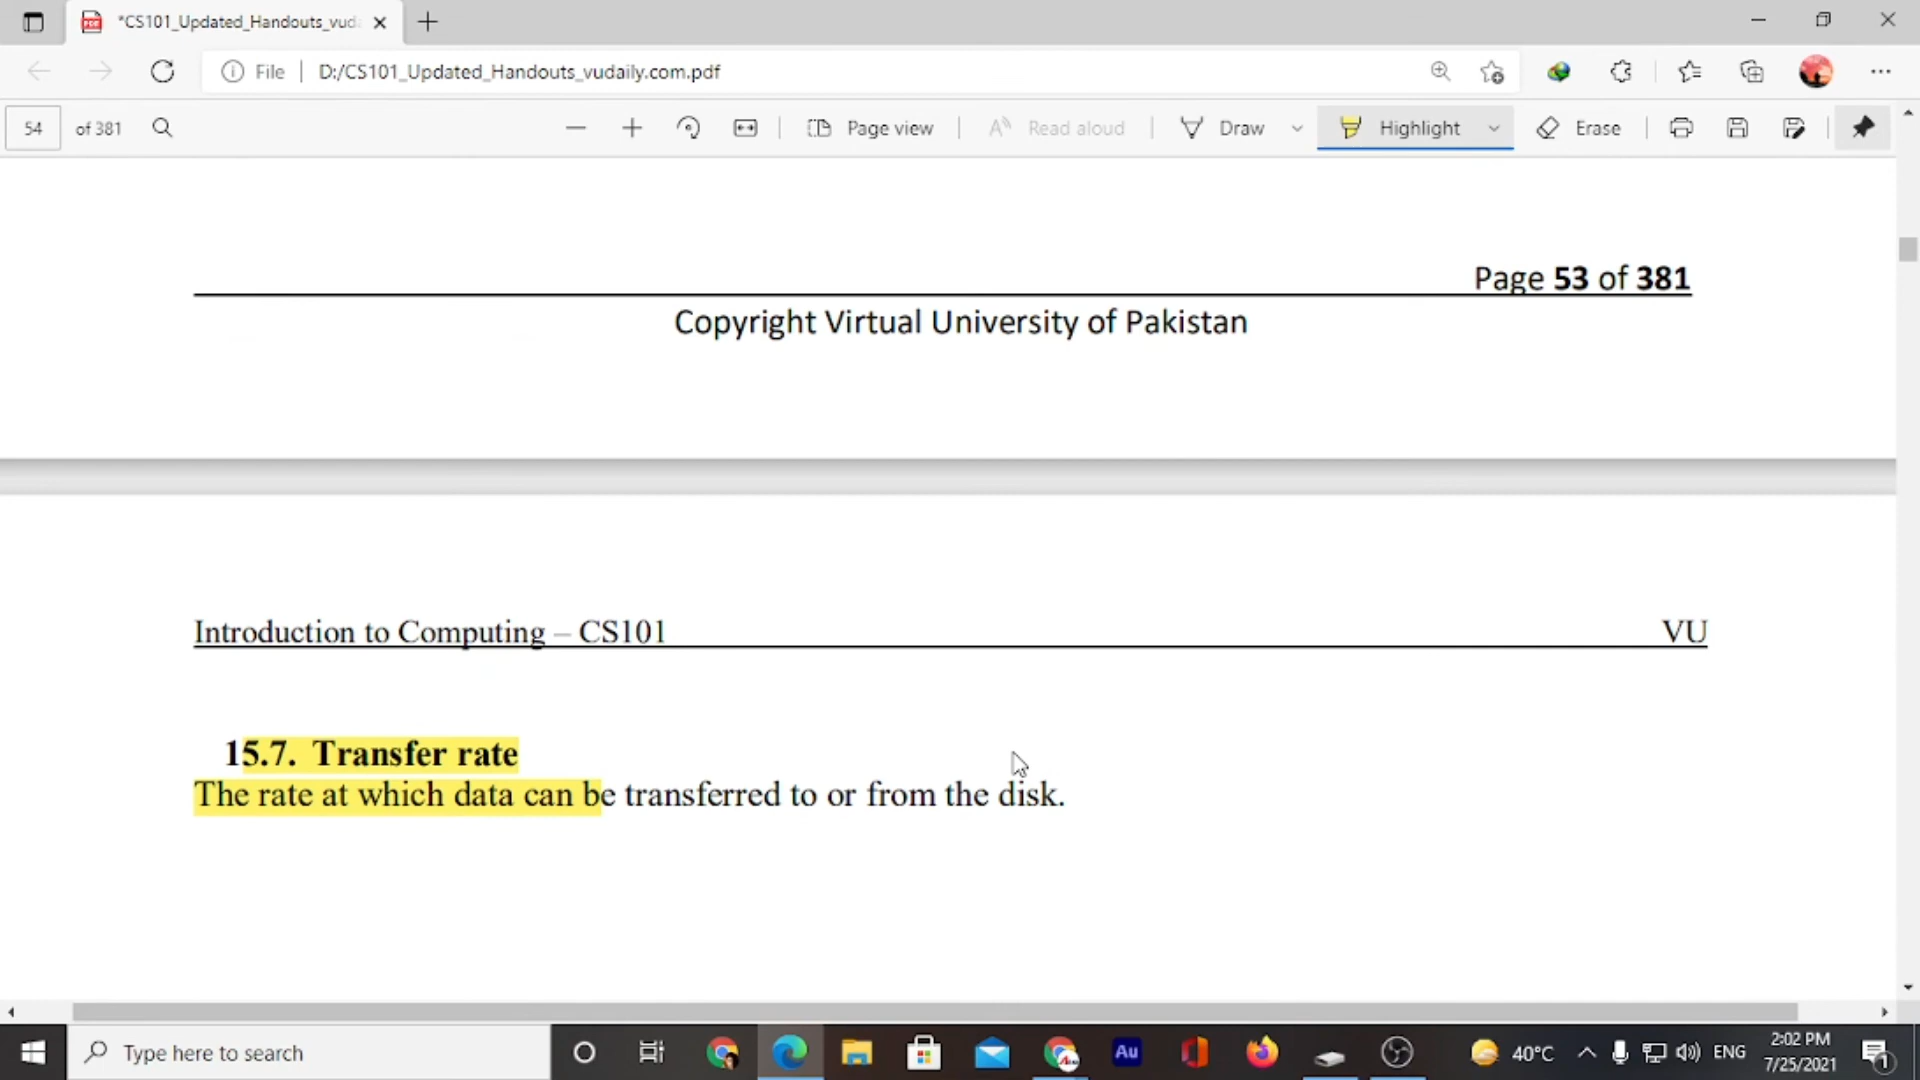 *CS101_Updated_Handouts_vud
File
D:/CS101_Updated_Handouts_vudaily.com.pdf
54 of 381
Page view
Read aloud
Draw
Highlight
Erase
Page 53 of 381
Copyright Virtual University of Pakistan
Introduction to Computing – CS101 VU
15.7. Transfer rate
The rate at which data can be transferred to or from the disk.
Type here to search
Au
40°C
ENG
2:02 PM
7/25/2021
1